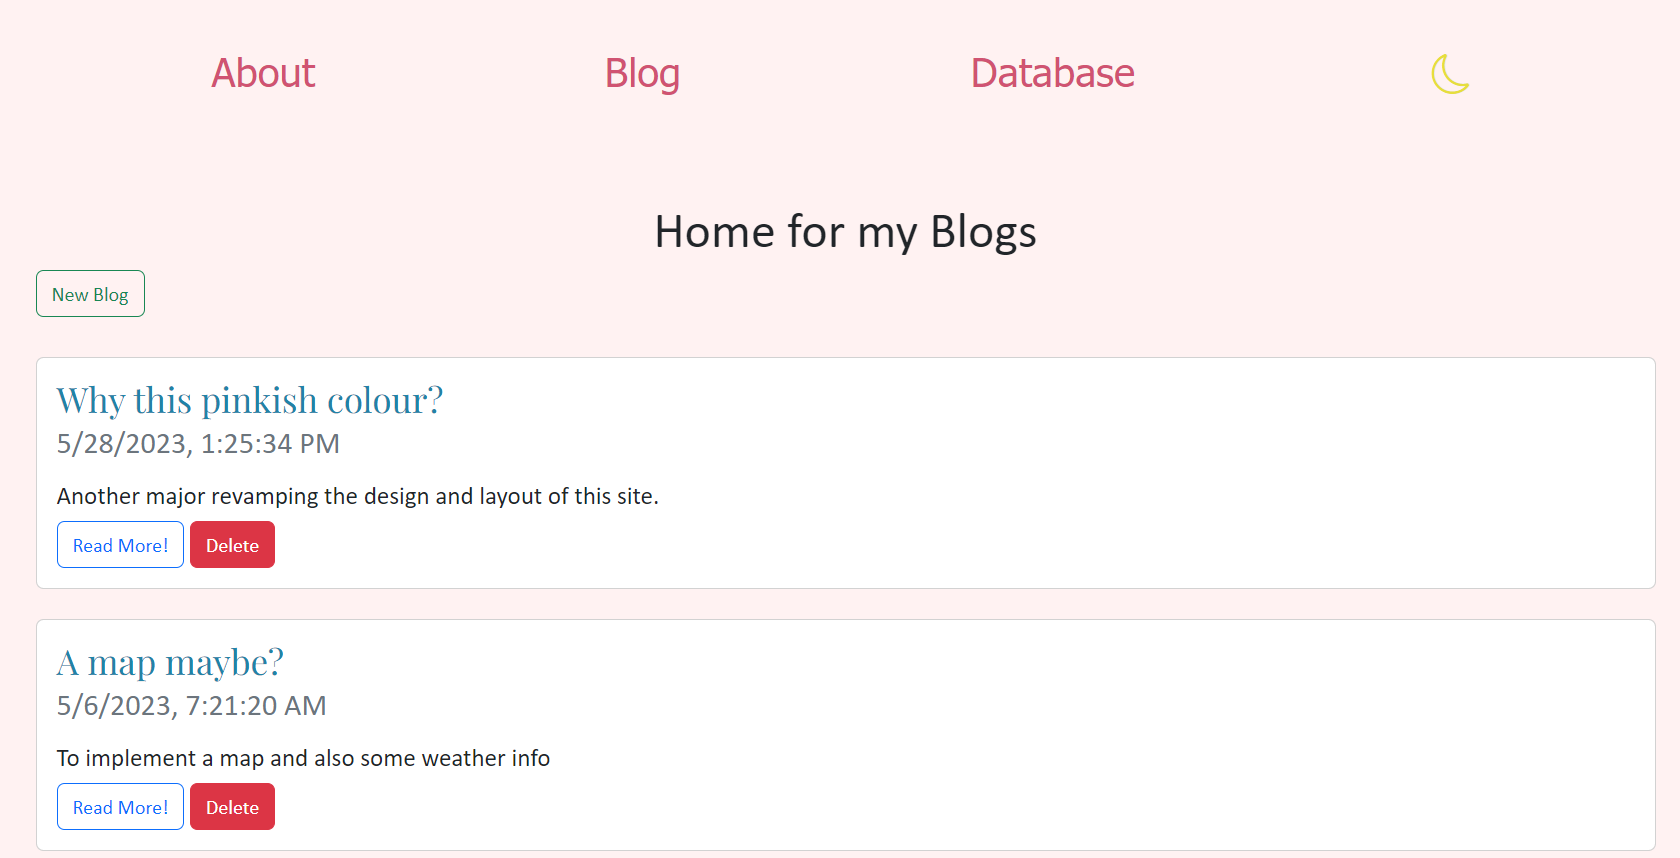 About Blog Database
Home for my Blogs
New Blog
Why this pinkish colour?
5/28/2023, 1:25:34 PM
Another major revamping the design and layout of this site.
Read More! Delete
A map maybe?
5/6/2023, 7:21:20 AM
To implement a map and also some weather info
Read More! Delete